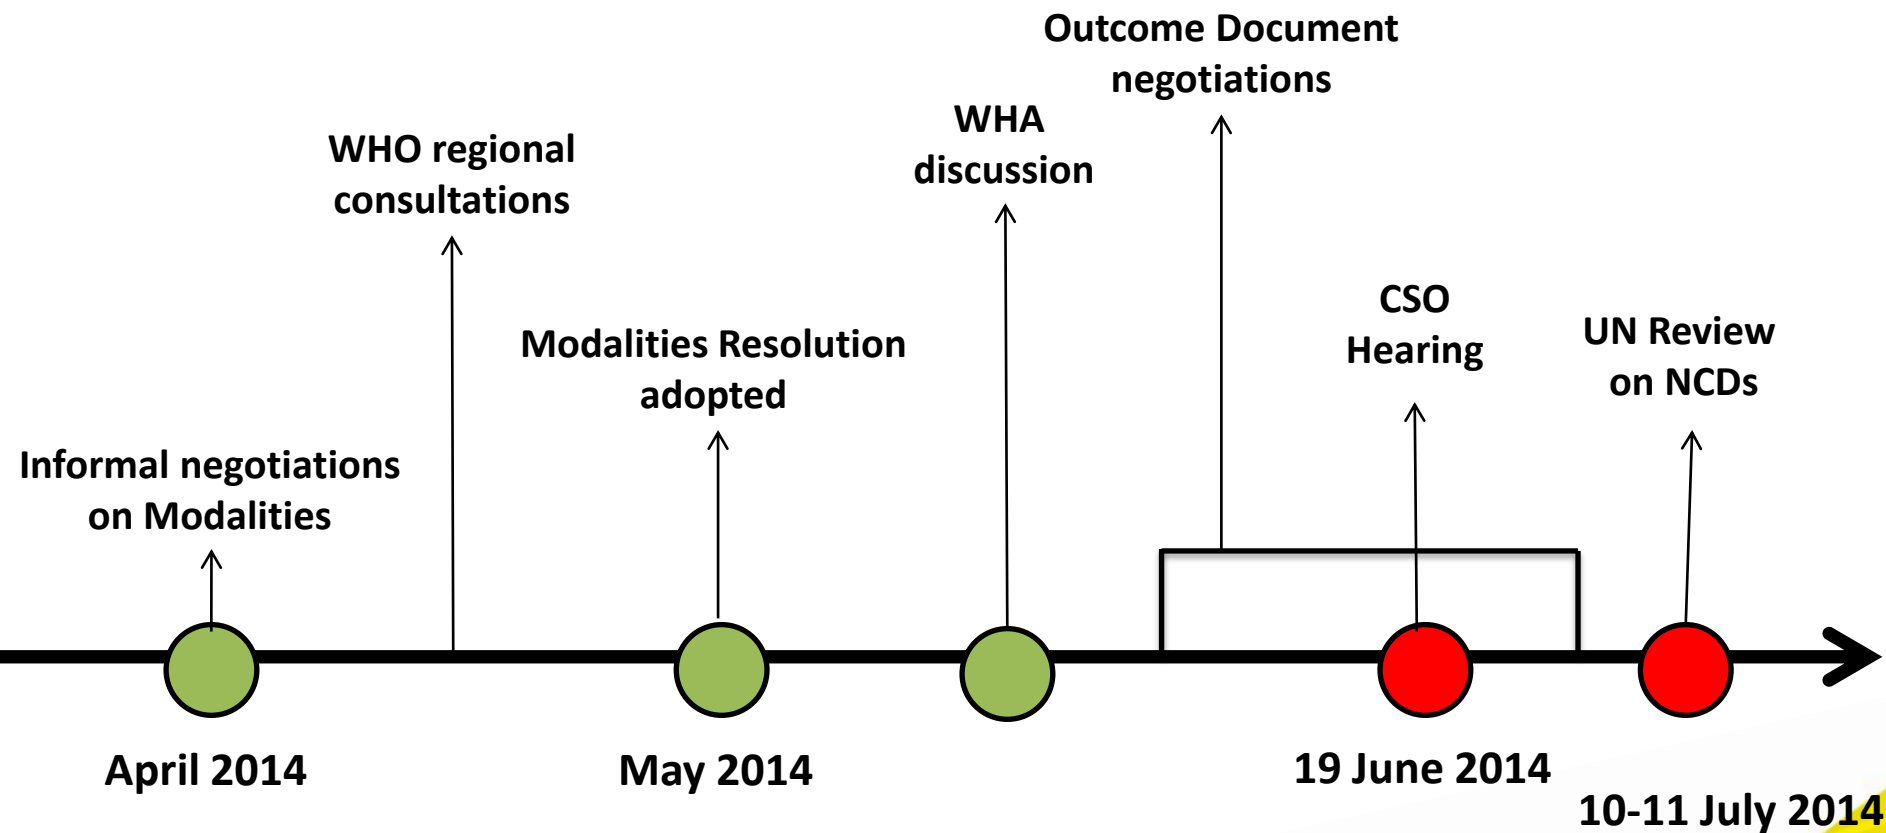 Outcome Document
negotiations
WHA
discussion
WHO regional
consultations
CSO
Hearing
UN Review
on NCDs
Modalities Resolution
adopted
Informal negotiations
on Modalities
April 2014
May 2014
19 June 2014
10-11 July 2014